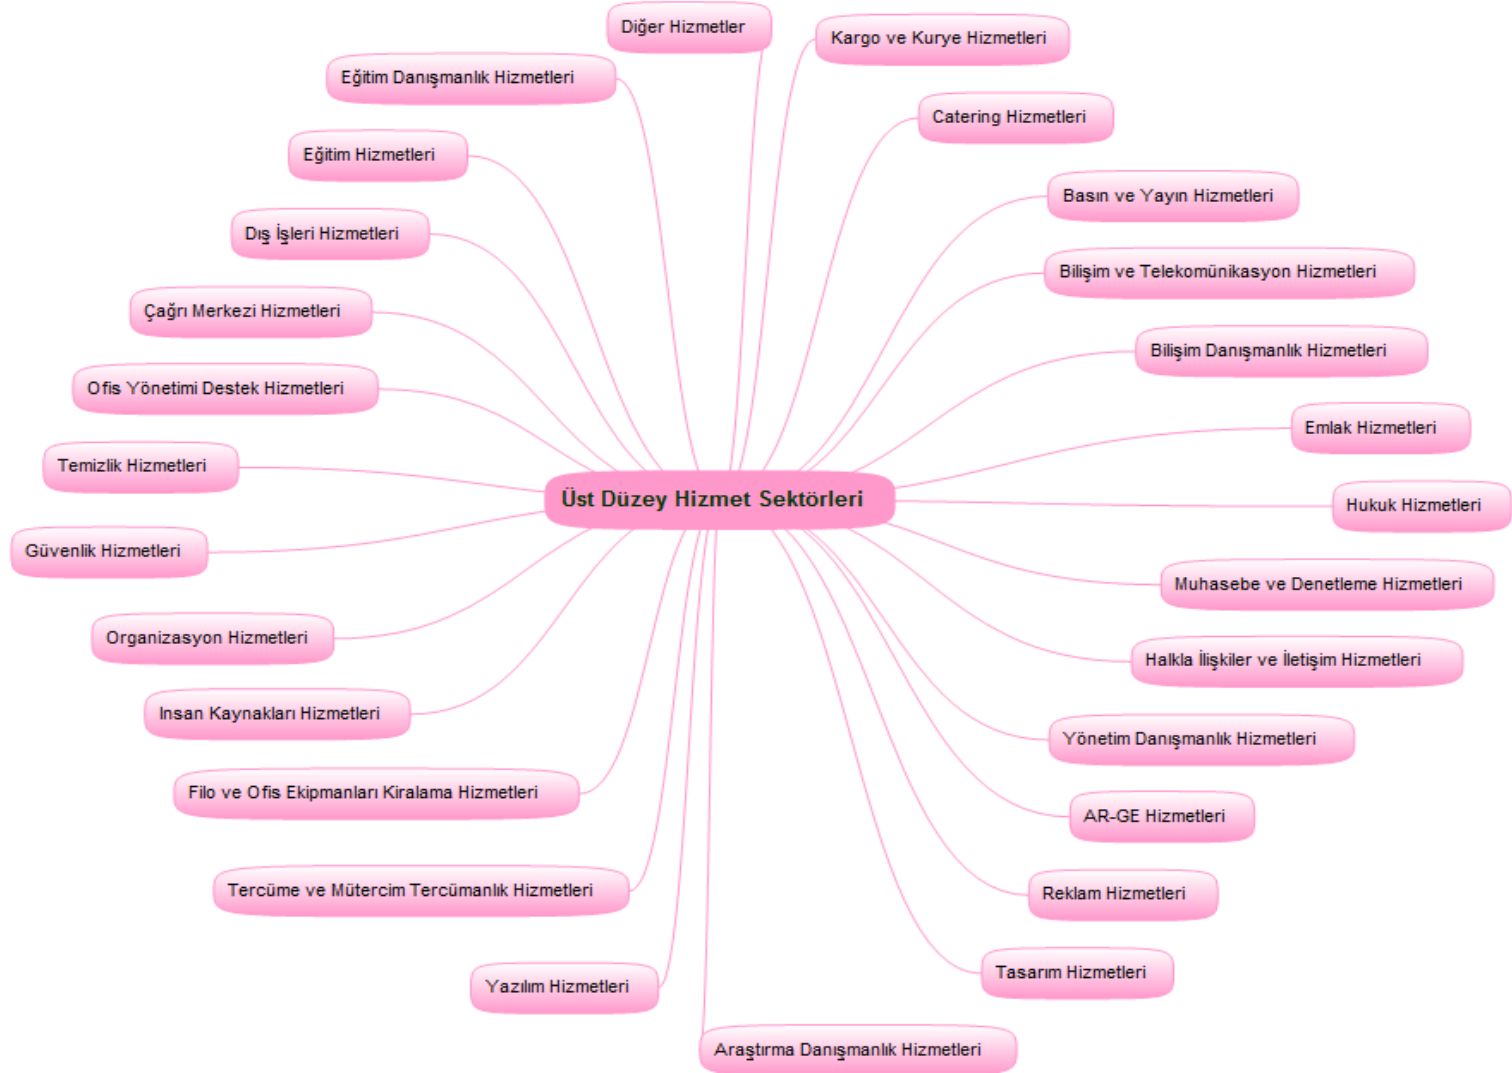 Diğer Hizmetler
Kargo ve Kurye Hizmetleri
Eğitim Danışmanlık Hizmetleri
Catering Hizmetleri
Eğitim Hizmetleri
Basın ve Yayın Hizmetleri
Dış İşleri Hizmetleri
Bilişim ve Telekomünikasyon Hizmetleri
Çağrı Merkezi Hizmetleri
Bilişim Danışmanlık Hizmetleri
Ofis Yönetimi Destek Hizmetleri
Emlak Hizmetleri
Temizlik Hizmetleri
Üst Düzey Hizmet Sektörleri
Hukuk Hizmetleri
Güvenlik Hizmetleri
Muhasebe ve Denetleme Hizmetleri
Organizasyon Hizmetleri
Halkla İlişkiler ve İletişim Hizmetleri
Insan Kaynakları Hizmetleri
Yönetim Danışmanlık Hizmetleri
Filo ve Ofis Ekipmanları Kiralama Hizmetleri
AR-GE Hizmetleri
Tercüme ve Mütercim Tercümanlık Hizmetleri
Reklam Hizmetleri
Tasarım Hizmetleri
Yazılım Hizmetleri
Araştırma Danışmanlık Hizmetleri